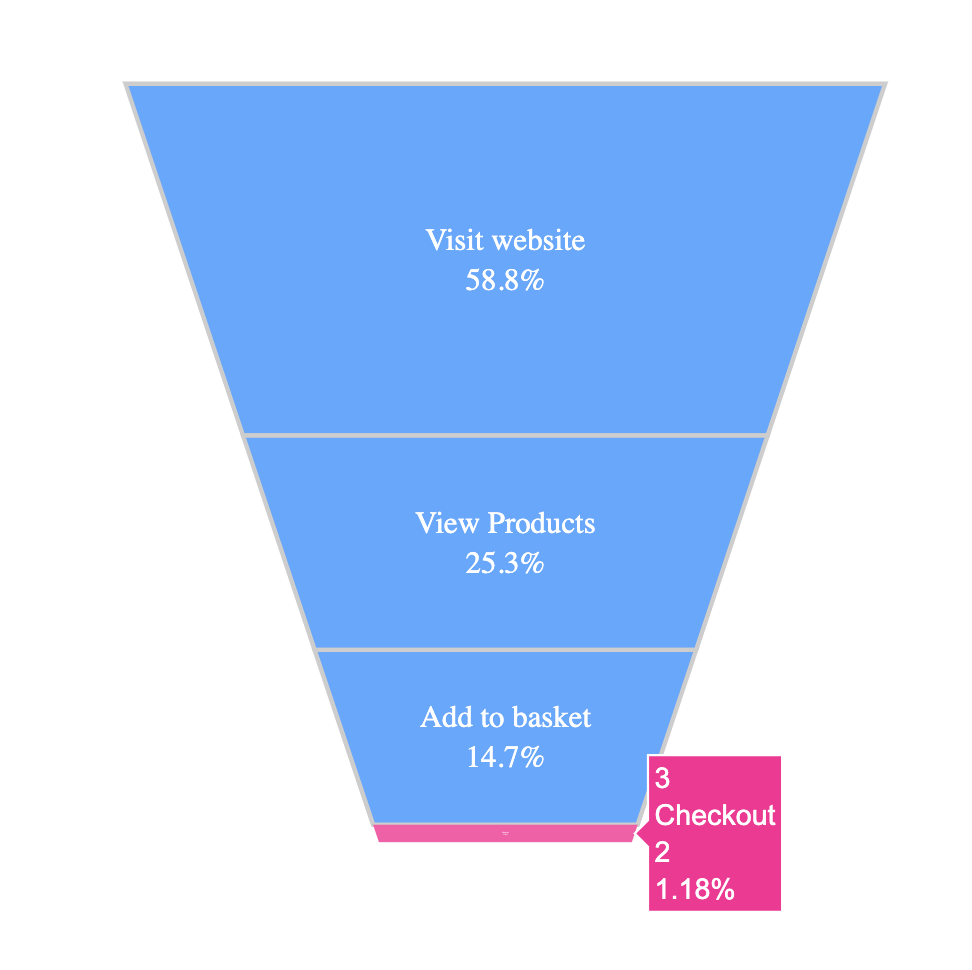 Visit website
58.8%
View Products
25.3%
Add to basket
14.7%
3
Checkout
2
1.18%